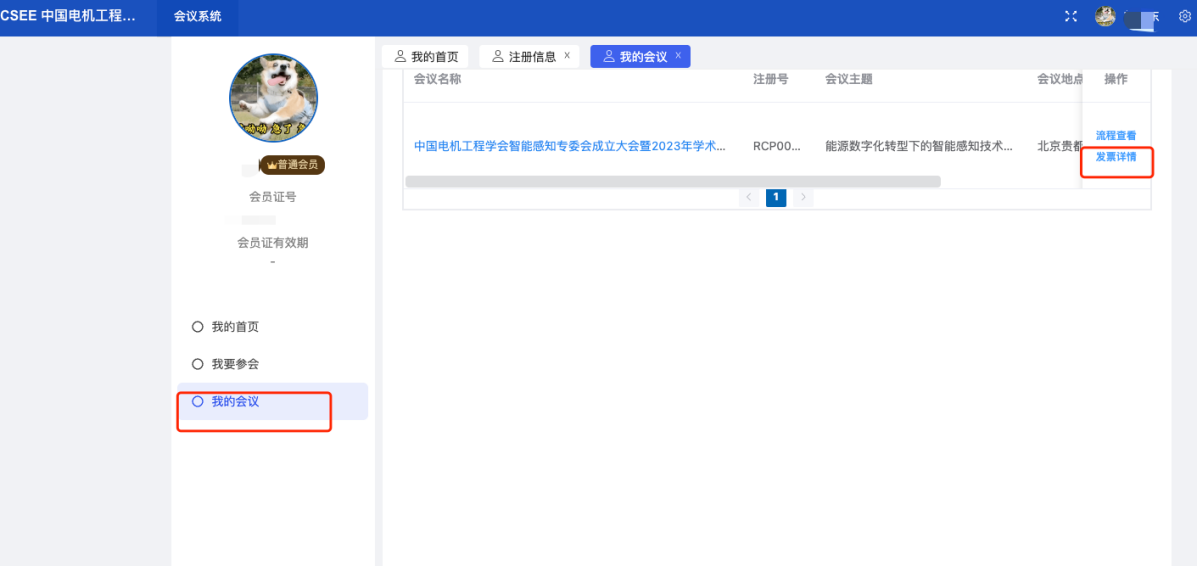 CSEE 中国电机工程... 会议系统
我的首页 注册信息 × 我的会议 ×
会议名称 注册号 会议主题 会议地点 操作
中国电机工程学会智能感知专委会成立大会暨2023年学术... RCP00... 能源数字化转型下的智能感知技术... 北京贵都 流程查看
发票详情
1
普通会员
会员证号
会员证有效期
-
我的首页
我要参会
我的会议